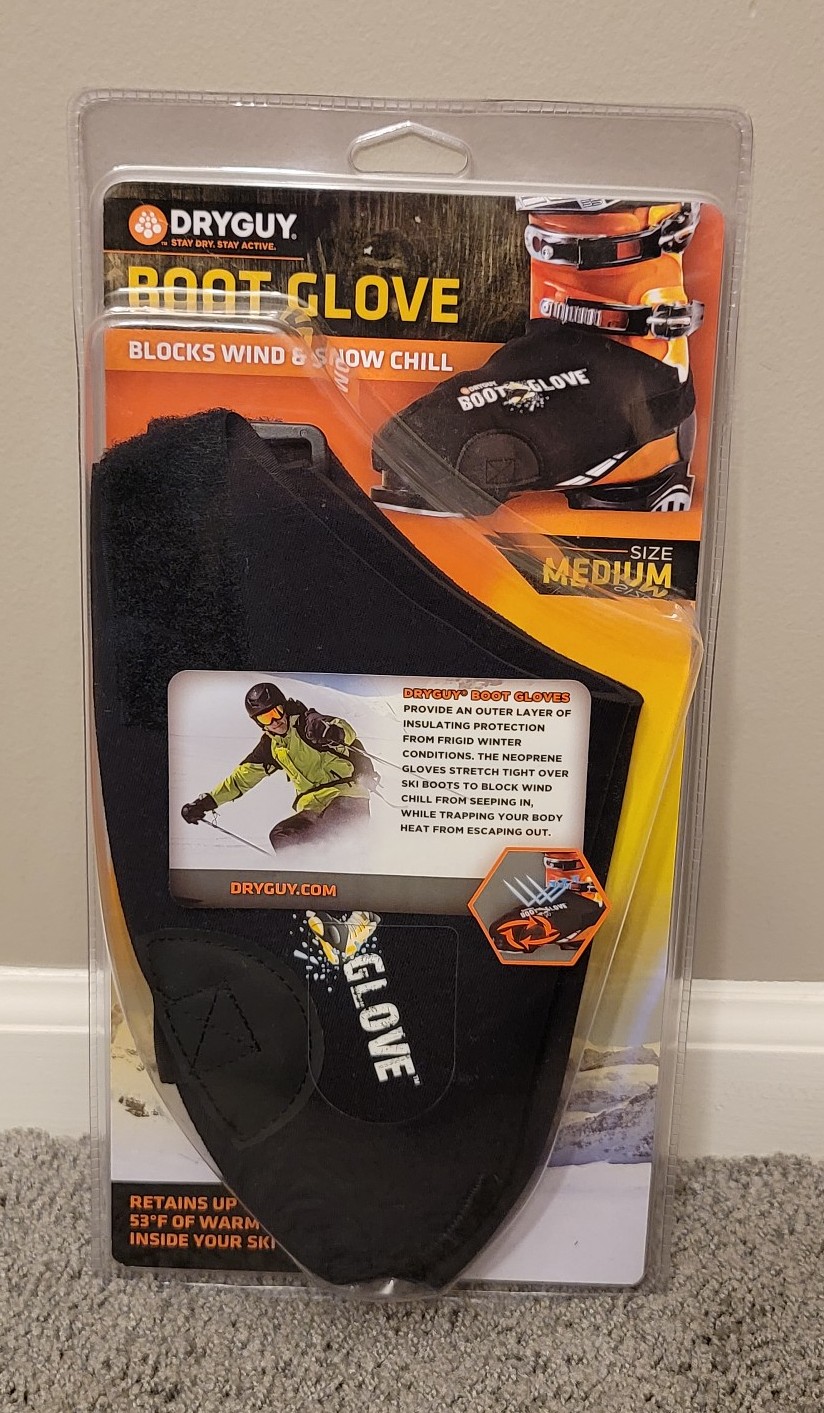 DRYGUY®
™ STAY DRY. STAY ACTIVE.
BOOT GLOVE
BLOCKS WIND & SNOW CHILL
DRYGUY
BOOT GLOVE™
SIZE
MEDIUM
DRYGUY® BOOT GLOVES
PROVIDE AN OUTER LAYER OF
INSULATING PROTECTION
FROM FRIGID WINTER
CONDITIONS. THE NEOPRENE
GLOVES STRETCH TIGHT OVER
SKI BOOTS TO BLOCK WIND
CHILL FROM SEEPING IN,
WHILE TRAPPING YOUR BODY
HEAT FROM ESCAPING OUT.
DRYGUY.COM
BOOT GLOVE
GLOVE™
RETAINS UP
53°F OF WARM
INSIDE YOUR SKI